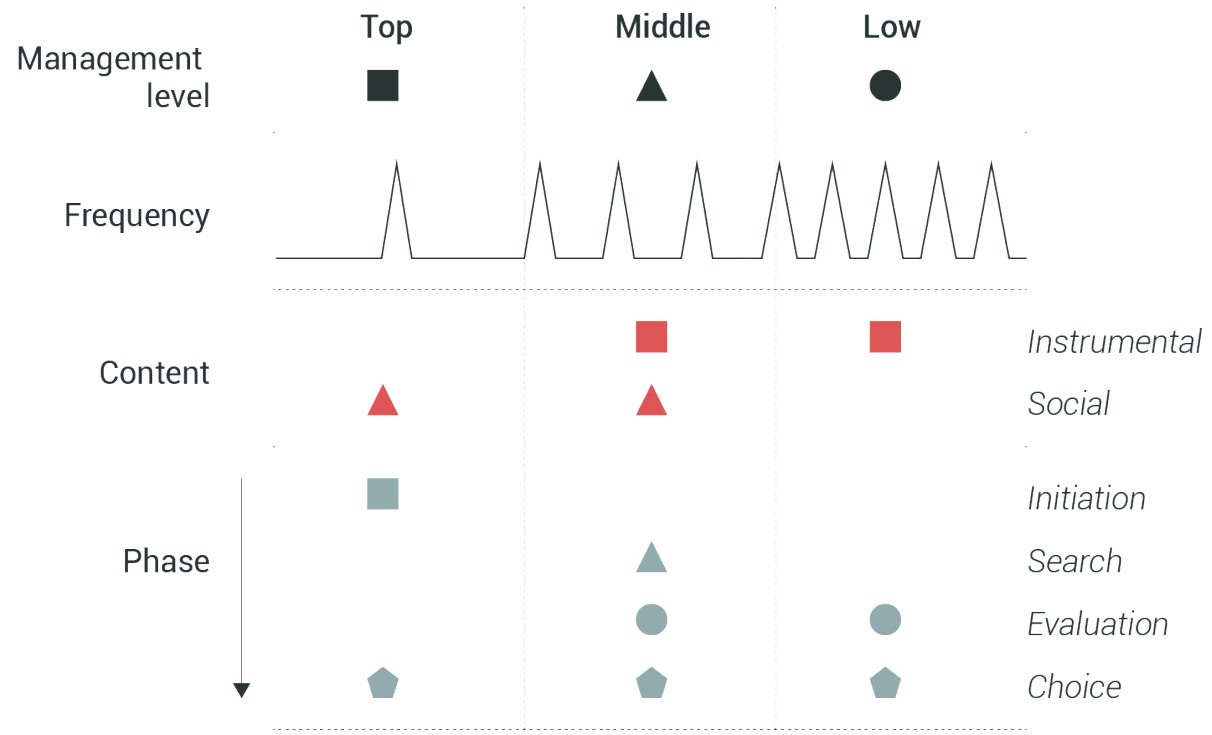 Top Middle Low
Management
level
Frequency
Content
Instrumental
Social
Phase
Initiation
Search
Evaluation
Choice